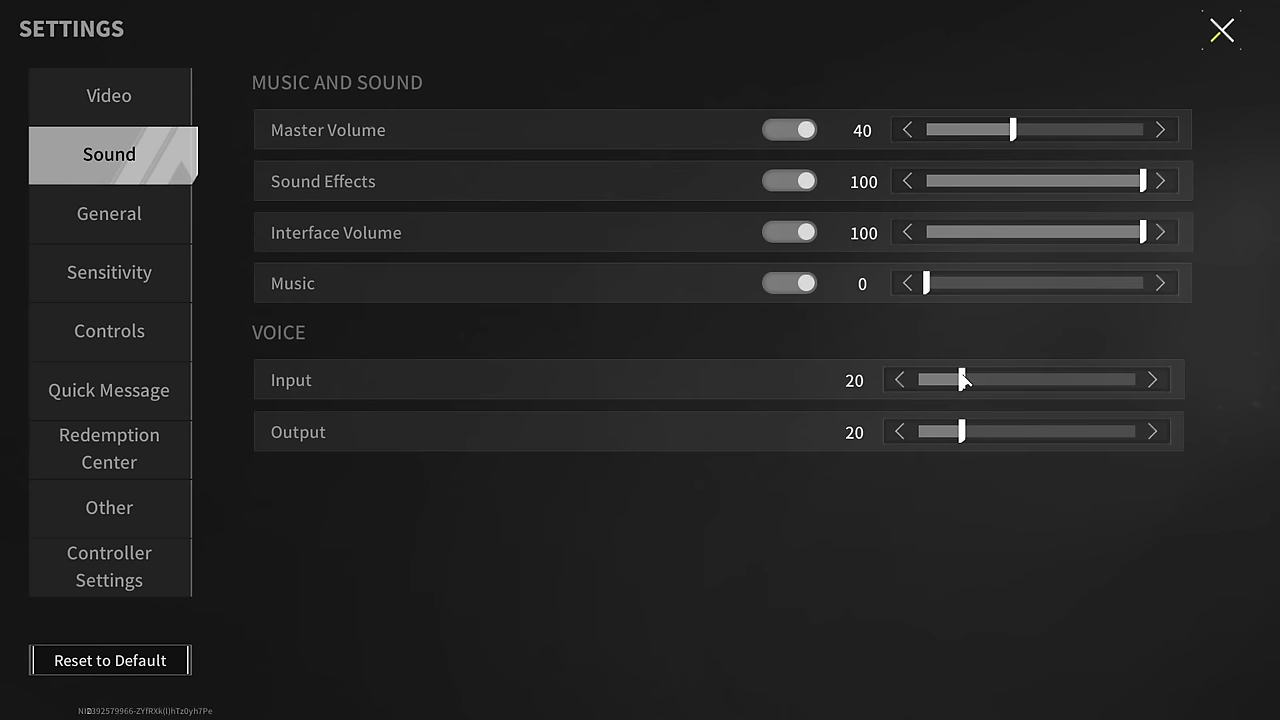 SETTINGS
Video
Sound
General
Sensitivity
Controls
Quick Message
Redemption
Center
Other
Controller
Settings
Reset to Default
MUSIC AND SOUND
Master Volume 40
Sound Effects 100
Interface Volume 100
Music 0
VOICE
Input 20
Output 20